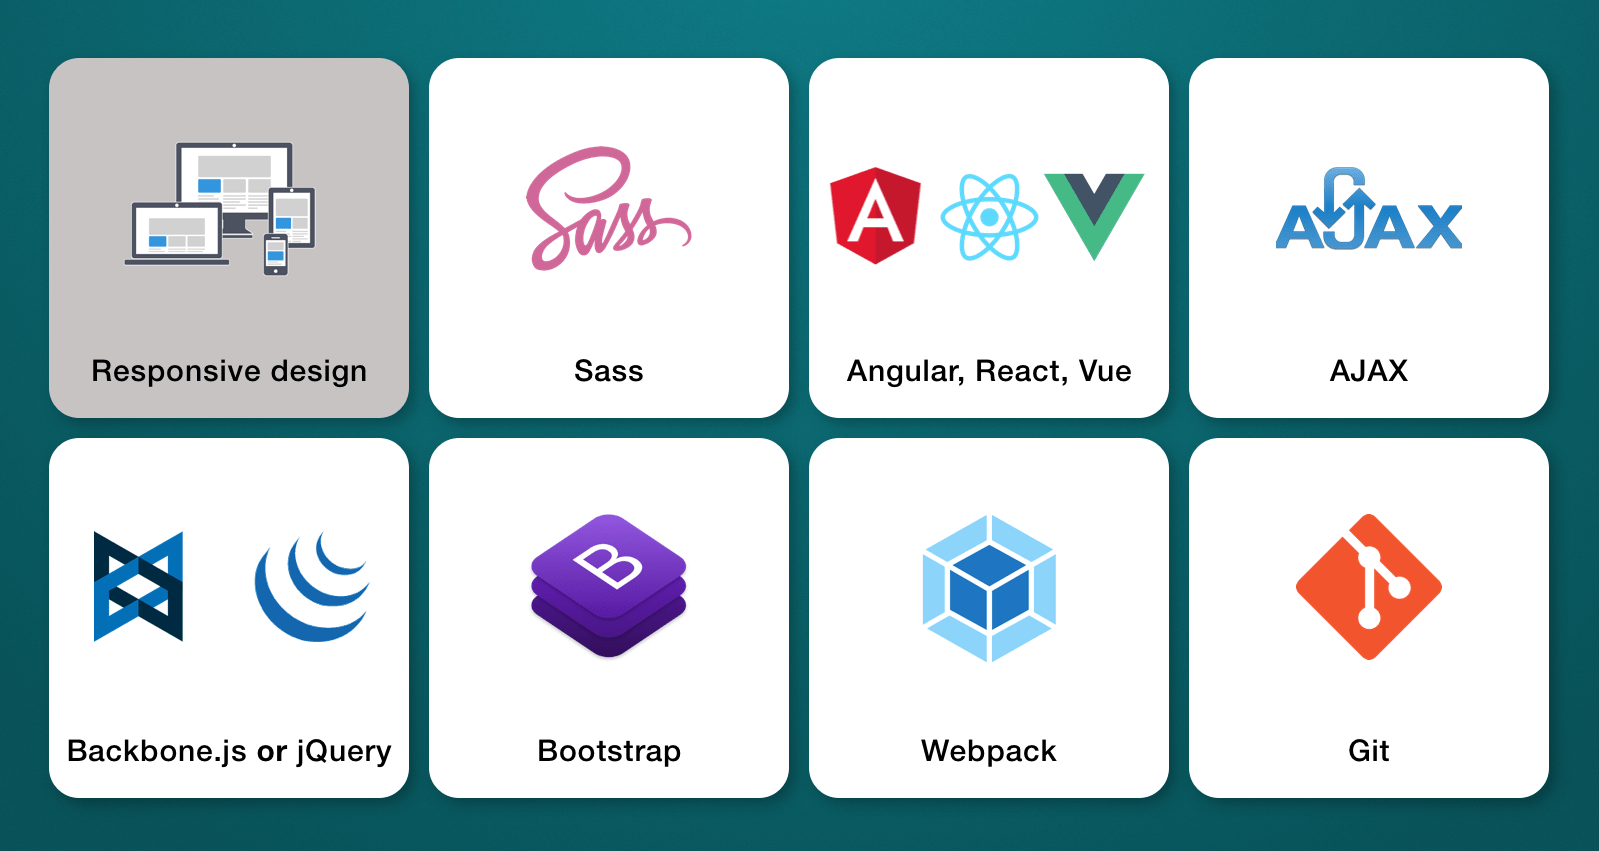 Sass
A
AJAX
Responsive design
Sass
Angular, React, Vue
AJAX
B
Backbone.js or jQuery
Bootstrap
Webpack
Git